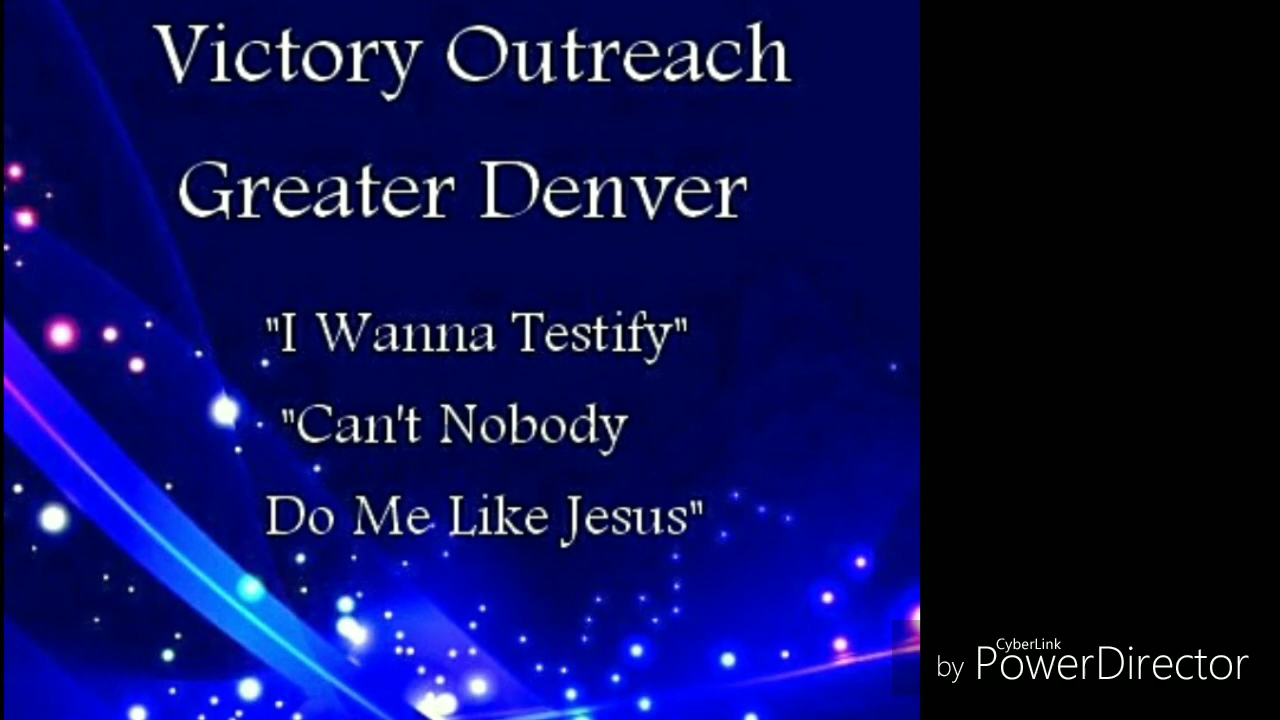 Victory Outreach
Greater Denver
"I Wanna Testify"
"Can't Nobody
Do Me Like Jesus"
CyberLink
by PowerDirector